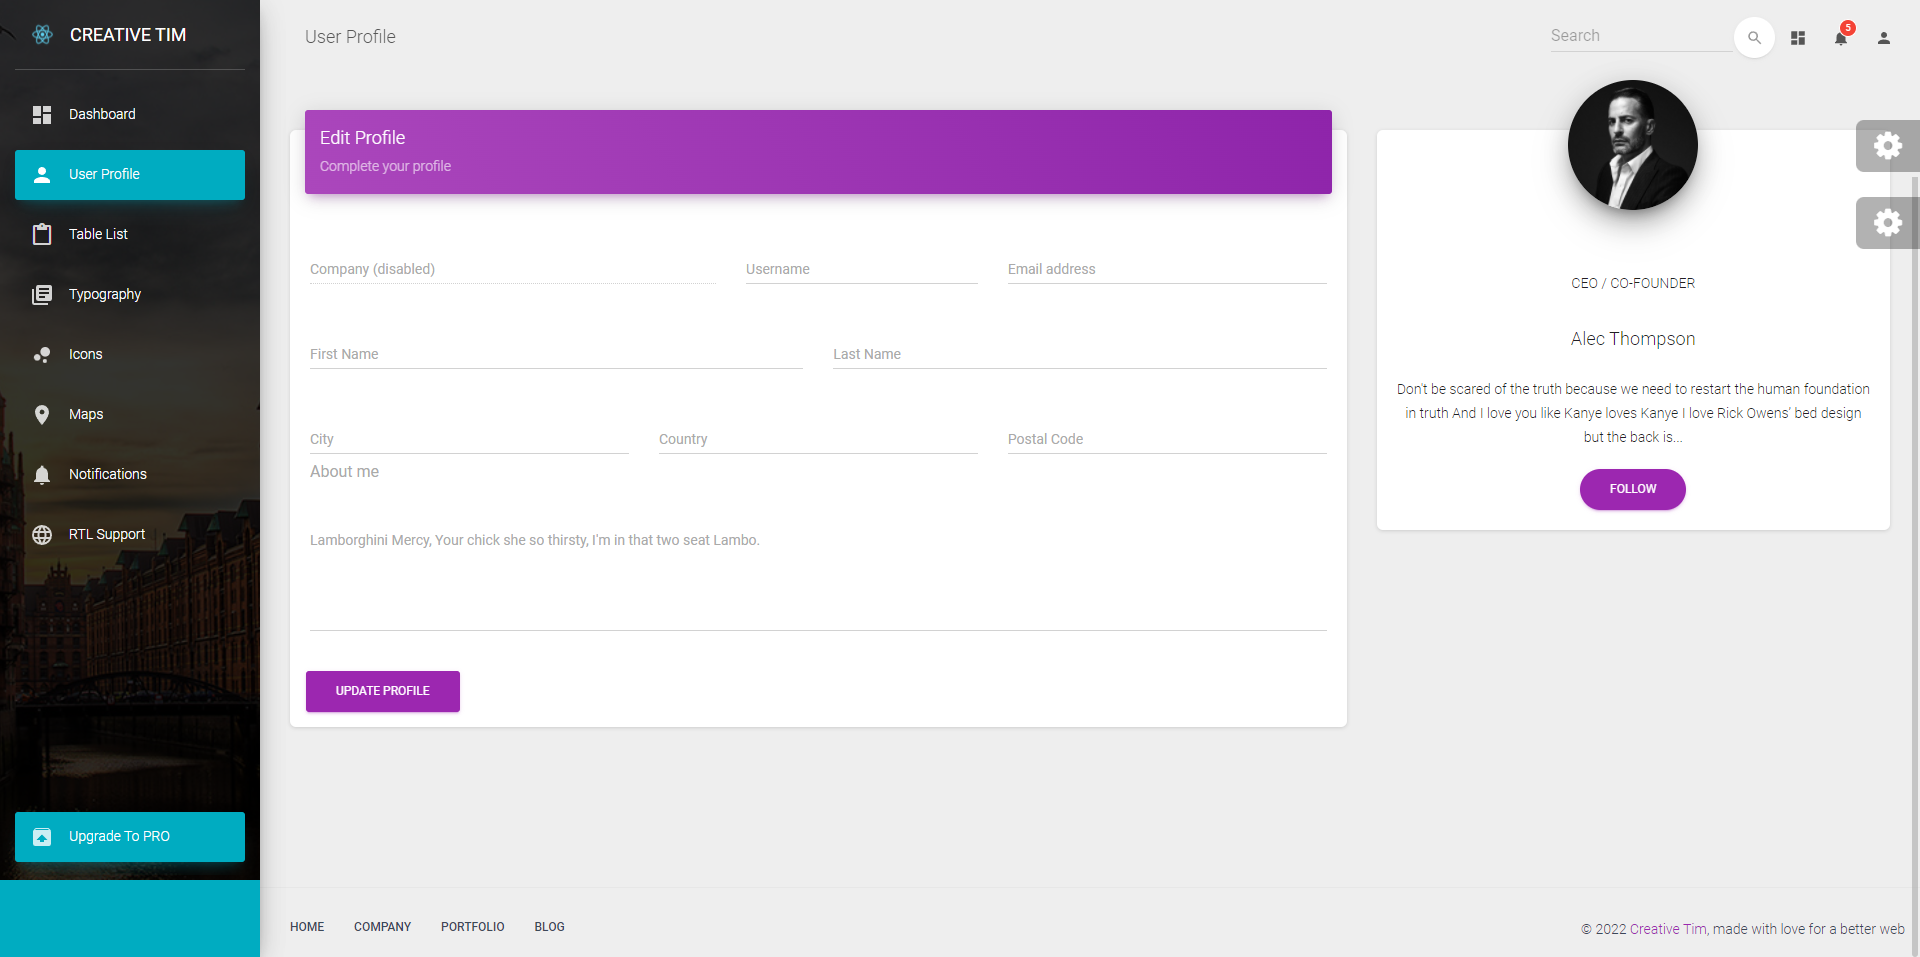 CREATIVE TIM
Dashboard
User Profile
Table List
Typography
Icons
Maps
Notifications
RTL Support
Upgrade To PRO
User Profile
Search
5
Edit Profile
Complete your profile
Company (disabled)
Username
Email address
First Name
Last Name
City
Country
Postal Code
About me
Lamborghini Mercy, Your chick she so thirsty, I'm in that two seat Lambo.
UPDATE PROFILE
CEO / CO-FOUNDER
Alec Thompson
Don't be scared of the truth because we need to restart the human foundation
in truth And I love you like Kanye loves Kanye I love Rick Owens' bed design
but the back is...
FOLLOW
HOME
COMPANY
PORTFOLIO
BLOG
© 2022 Creative Tim, made with love for a better web